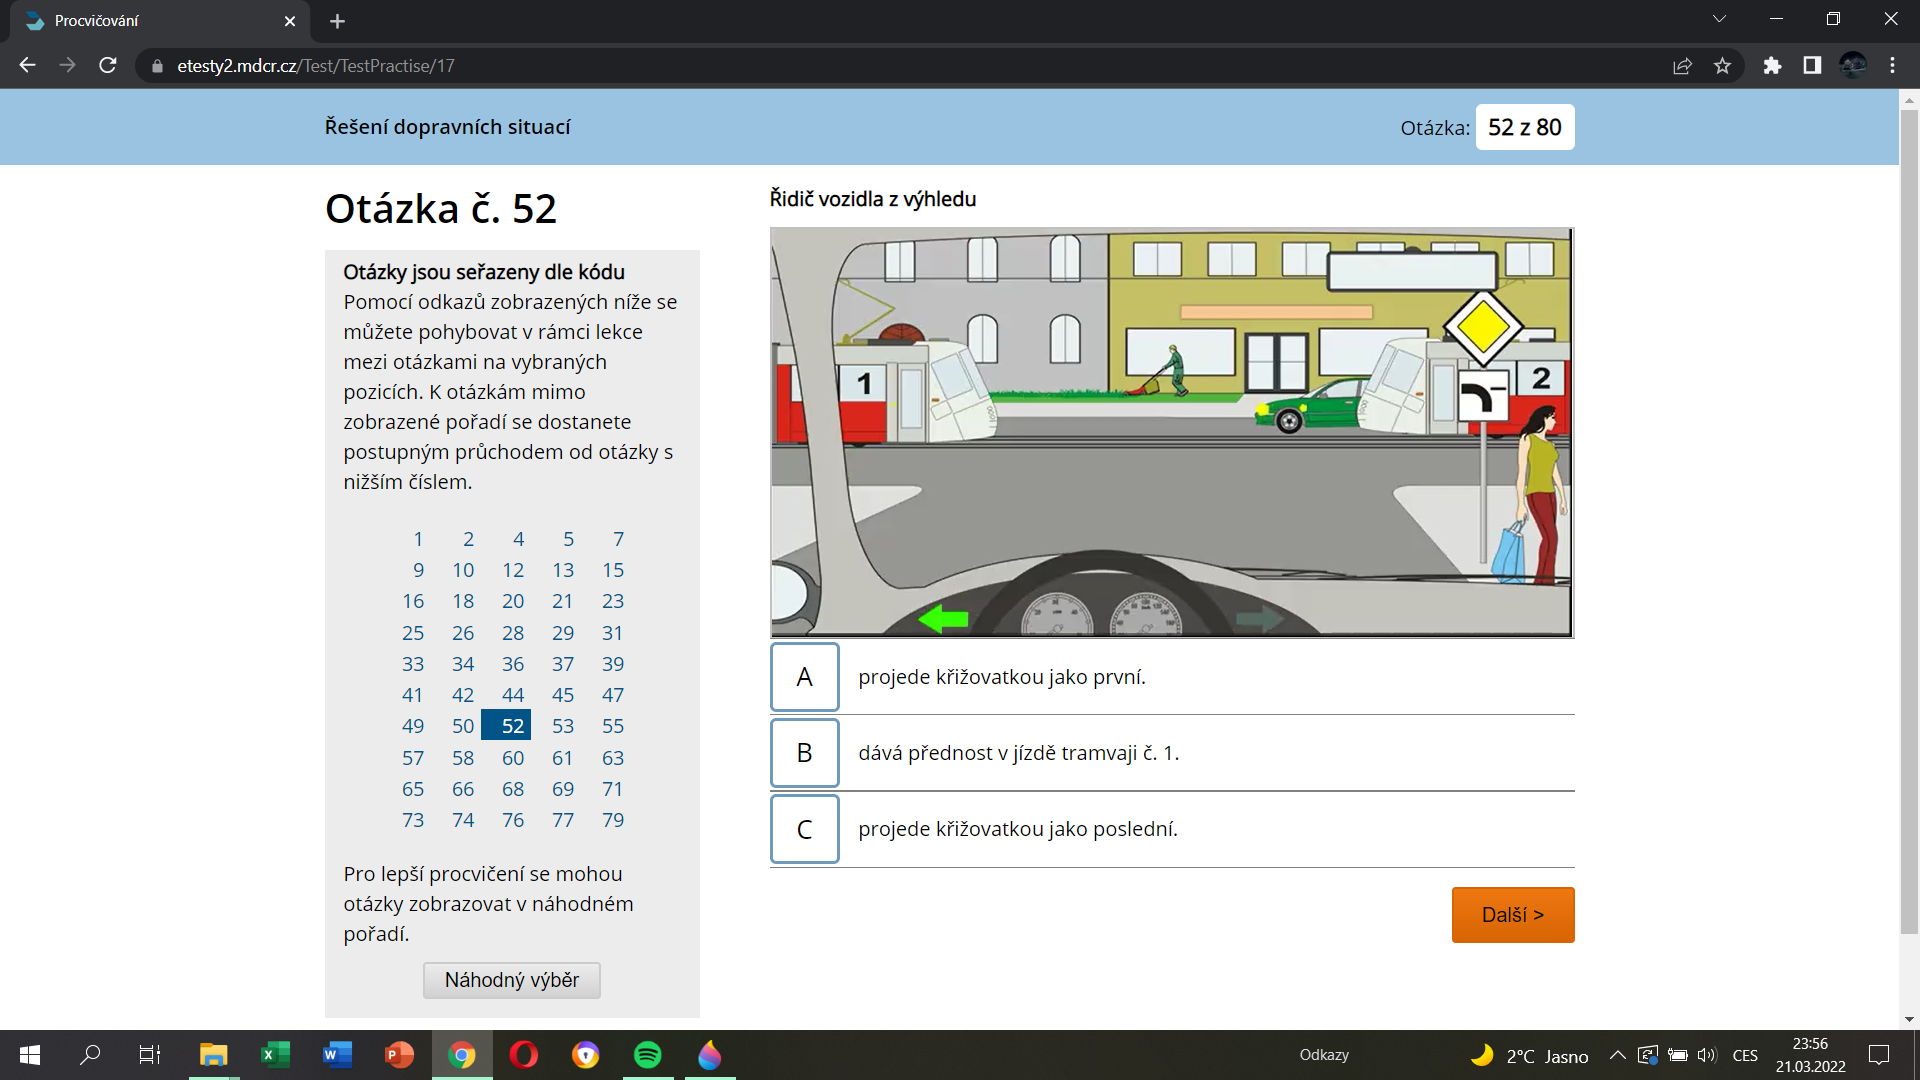 Procvičování
etesty2.mdcr.cz/Test/TestPractise/17
Řešení dopravních situací
Otázka: 52 z 80
Otázka č. 52
Otázky jsou seřazeny dle kódu
Pomocí odkazů zobrazených níže se
můžete pohybovat v rámci lekce
mezi otázkami na vybraných
pozicích. K otázkám mimo
zobrazené pořadí se dostanete
postupným průchodem od otázky s
nižším číslem.
1 2 4 5 7
9 10 12 13 15
16 18 20 21 23
25 26 28 29 31
33 34 36 37 39
41 42 44 45 47
49 50 52 53 55
57 58 60 61 63
65 66 68 69 71
73 74 76 77 79
Pro lepší procvičení se mohou
otázky zobrazovat v náhodném
pořadí.
Náhodný výběr
Řidič vozidla z výhledu
1
2
A projede křižovatkou jako první.
B dává přednost v jízdě tramvaji č. 1.
C projede křižovatkou jako poslední.
Další >
Odkazy
2°C Jasno
CES
23:56
21.03.2022